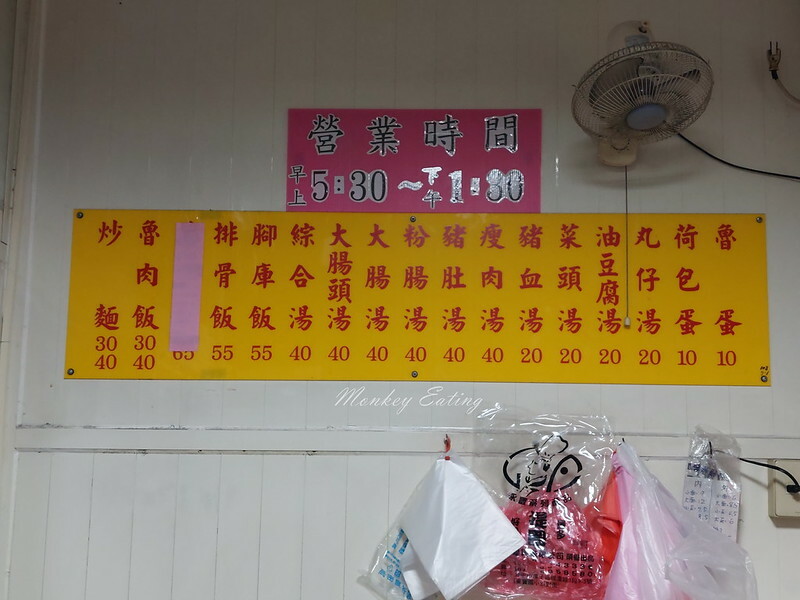 營業時間
早上5:30～下午1:30
炒麵 30 40
魯肉飯 30 40
65
排骨飯 55
腳庫飯 55
綜合湯 40
大腸頭湯 40
大腸湯 40
粉腸湯 40
豬肚湯 40
瘦肉湯 40
豬血湯 20
菜頭湯 20
油豆腐湯 20
丸仔湯 20
荷包蛋 10
魯蛋 10
Monkey Eating